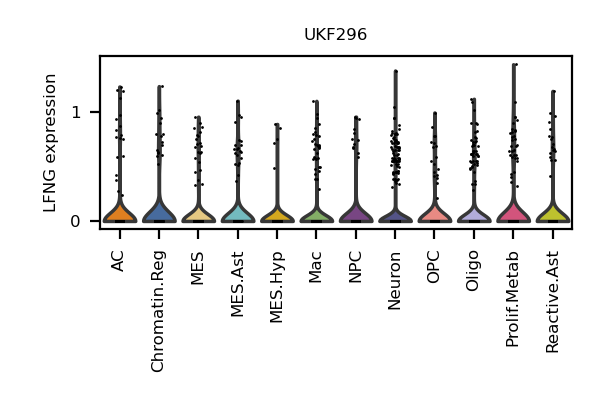 UKF296
LFNG expression
1
0
AC
Chromatin.Reg
MES
MES.Ast
MES.Hyp
Mac
NPC
Neuron
OPC
Oligo
Prolif.Metab
Reactive.Ast